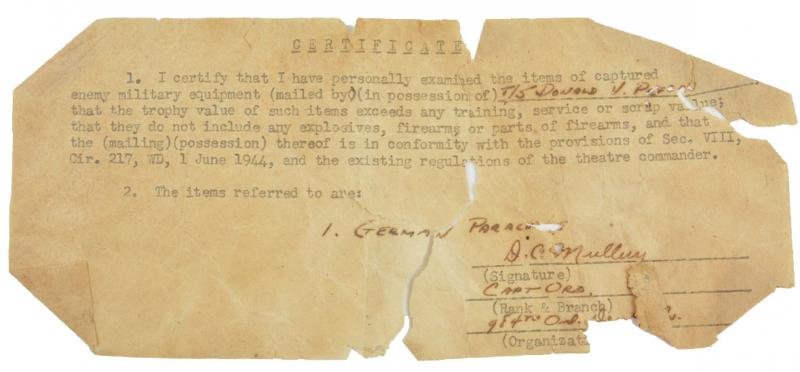 CERTIFICATE
1. I certify that I have personally examined the items of captured
enemy military equipment (mailed by)(in possession of) T/5 DONALD V.
that the trophy value of such items exceeds any training, service or scrap value;
that they do not include any explosives, firearms or parts of firearms, and that
the (mailing)(possession) thereof is in conformity with the provisions of Sec. VIII,
Cir. 217, WD, 1 June 1944, and the existing regulations of the theatre commander.
2. The items referred to are:
1. GERMAN
D.C.
(Signature)
CAPT ORD.
(Rank & Branch)
984TH Ord.
(Organizati